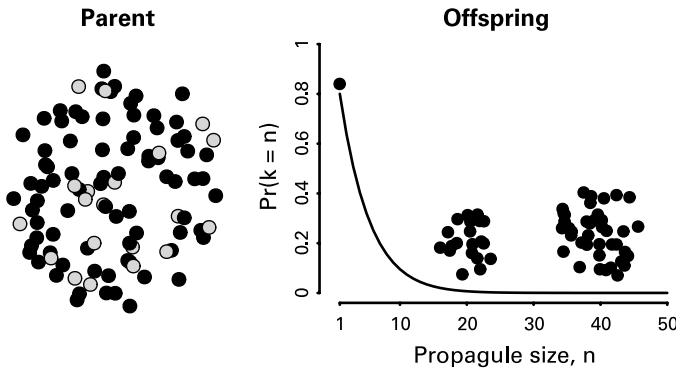 Parent
Offspring
Pr(k = n)
1
0.8
0.6
0.4
0.2
0
1 10 20 30 40 50
Propagule size, n